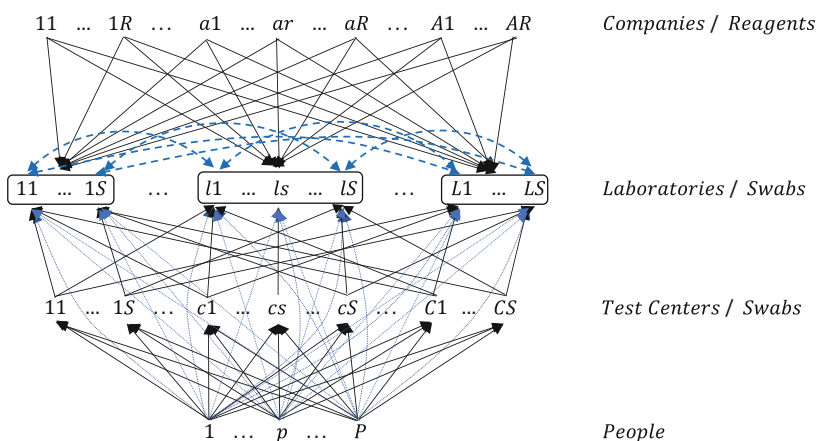 11 ... 1R ... a1 ... ar ... aR ... A1 ... AR Companies / Reagents
11 ... 1S ... l1 ... ls ... lS ... L1 ... LS Laboratories / Swabs
11 ... 1S ... c1 ... cs ... cS ... C1 ... CS Test Centers / Swabs
1 ... p ... P People